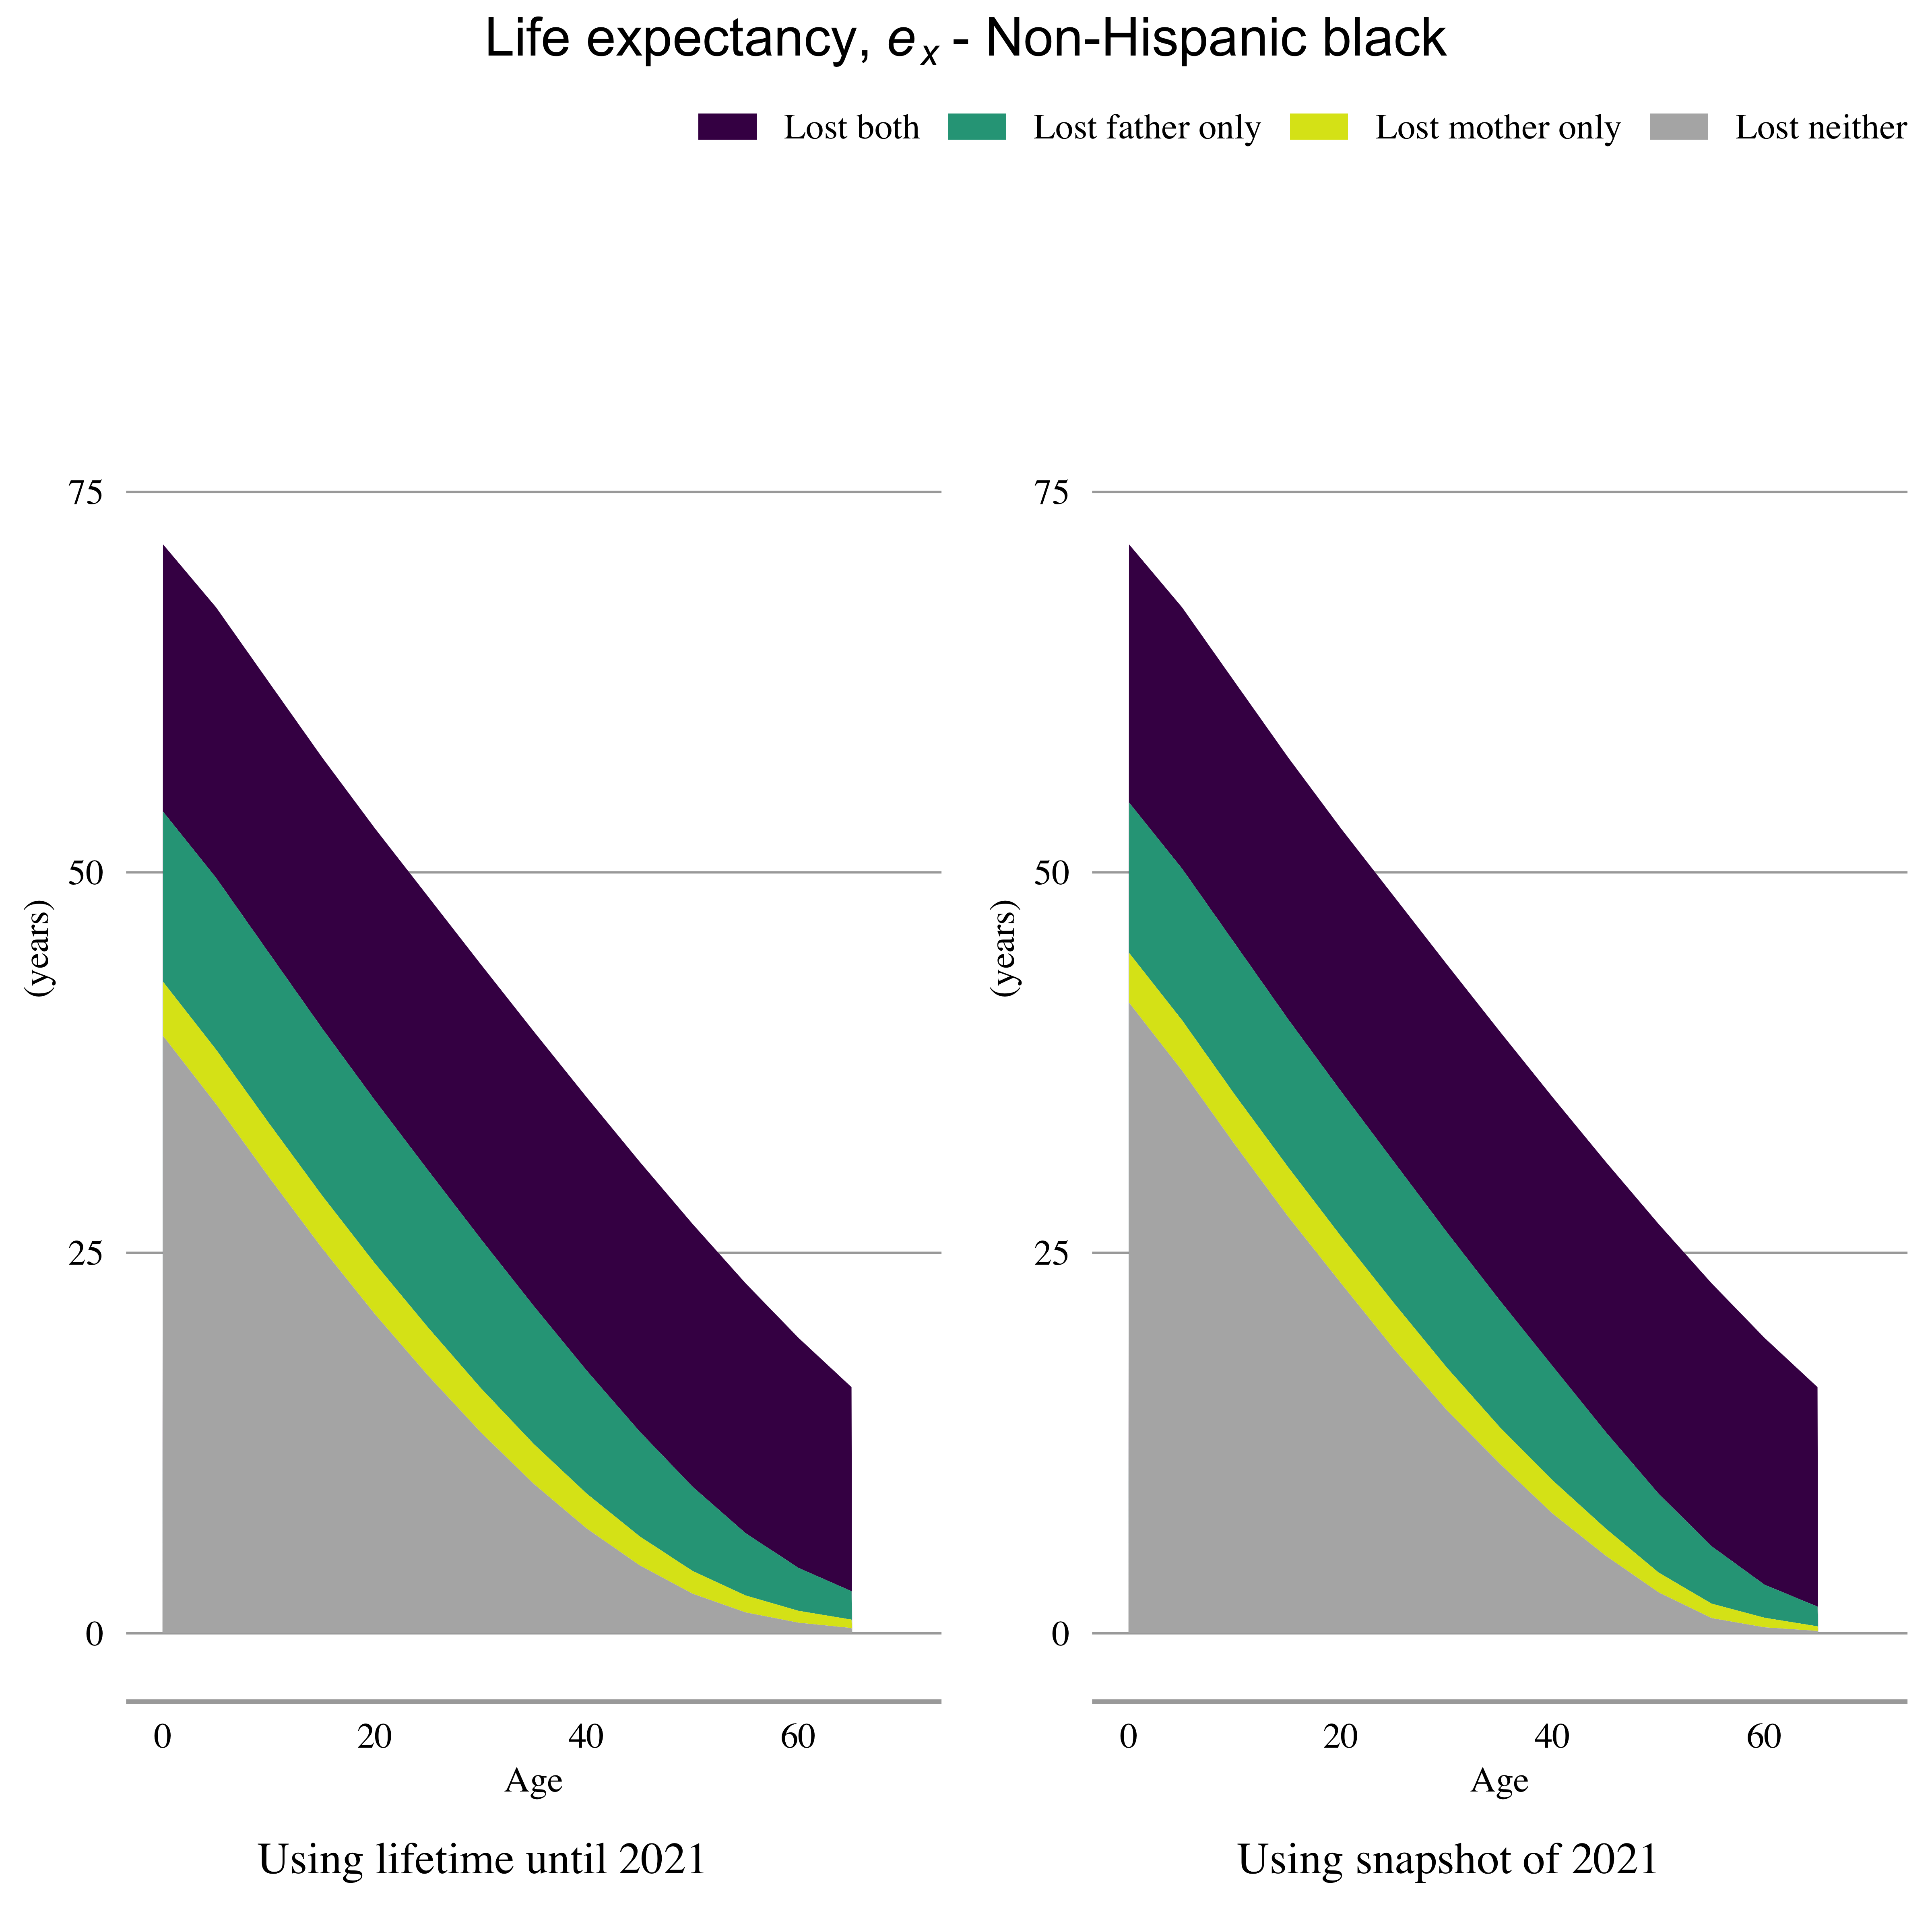 Life expectancy, eₓ - Non-Hispanic black
Lost both Lost father only Lost mother only Lost neither
75
50
25
0
(years)
0 20 40 60
Age
Using lifetime until 2021
75
50
25
0
(years)
0 20 40 60
Age
Using snapshot of 2021